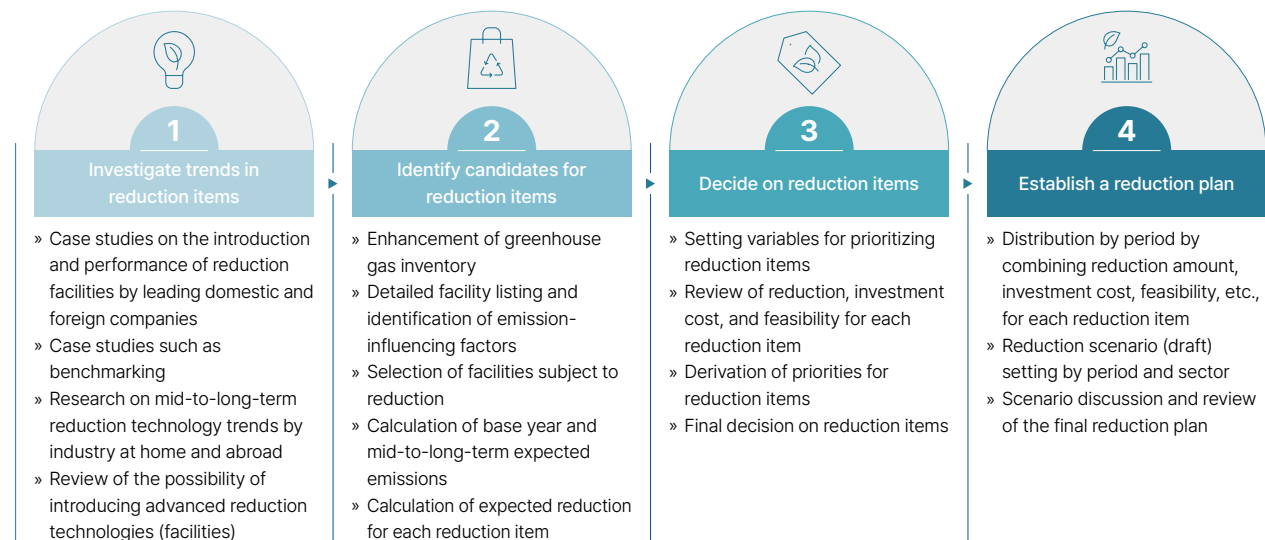 1
Investigate trends in
reduction items
» Case studies on the introduction
and performance of reduction
facilities by leading domestic and
foreign companies
» Case studies such as
benchmarking
» Research on mid-to-long-term
reduction technology trends by
industry at home and abroad
» Review of the possibility of
introducing advanced reduction
technologies (facilities)
2
Identify candidates for
reduction items
» Enhancement of greenhouse
gas inventory
» Detailed facility listing and
identification of emission-
influencing factors
» Selection of facilities subject to
reduction
» Calculation of base year and
mid-to-long-term expected
emissions
» Calculation of expected reduction
for each reduction item
3
Decide on reduction items
» Setting variables for prioritizing
reduction items
» Review of reduction, investment
cost, and feasibility for each
reduction item
» Derivation of priorities for
reduction items
» Final decision on reduction items
4
Establish a reduction plan
» Distribution by period by
combining reduction amount,
investment cost, feasibility, etc.,
for each reduction item
» Reduction scenario (draft)
setting by period and sector
» Scenario discussion and review
of the final reduction plan